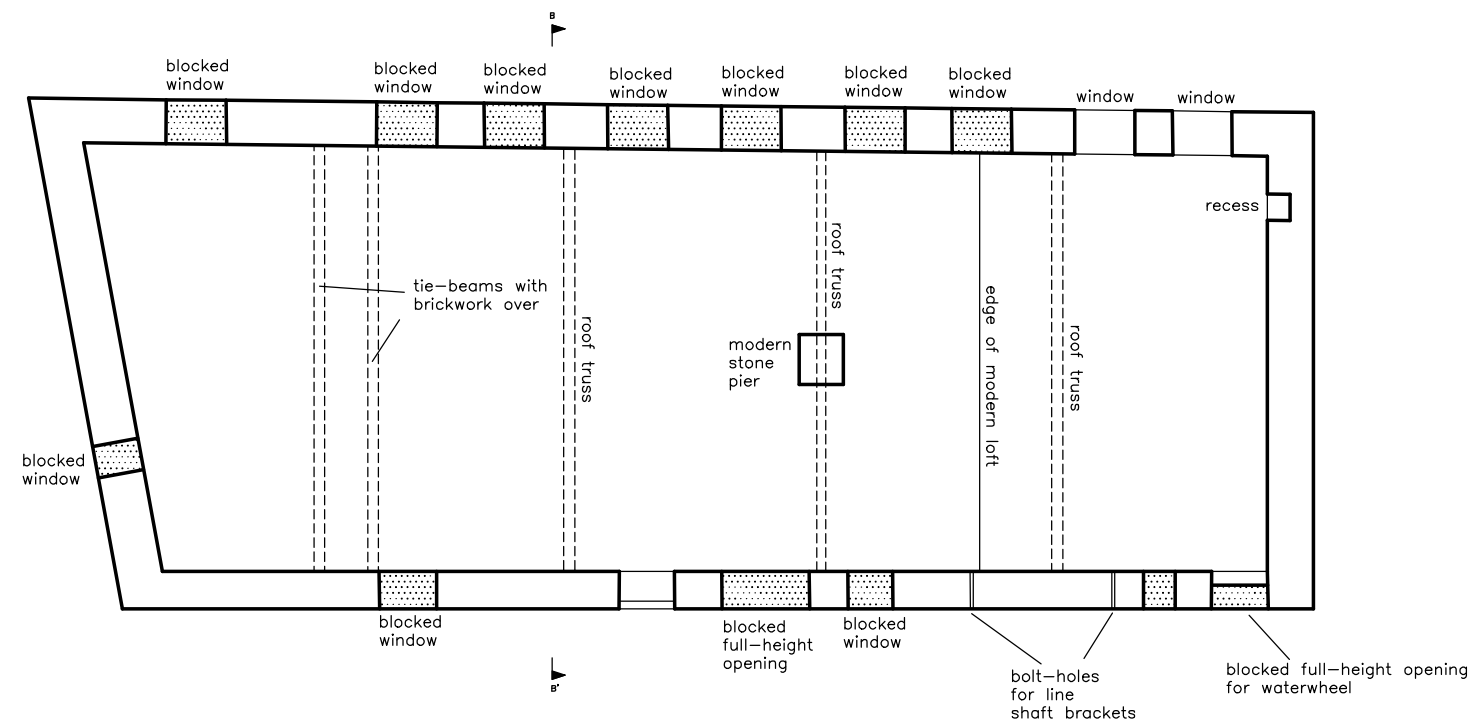 B
blocked
window
blocked
window
blocked
window
blocked
window
blocked
window
blocked
window
blocked
window
window
window
recess
tie-beams with
brickwork over
roof truss
roof truss
modern
stone
pier
edge of modern loft
roof truss
blocked
window
blocked
window
blocked
full-height
opening
blocked
window
bolt-holes
for line
shaft brackets
blocked full-height opening
for waterwheel
B'